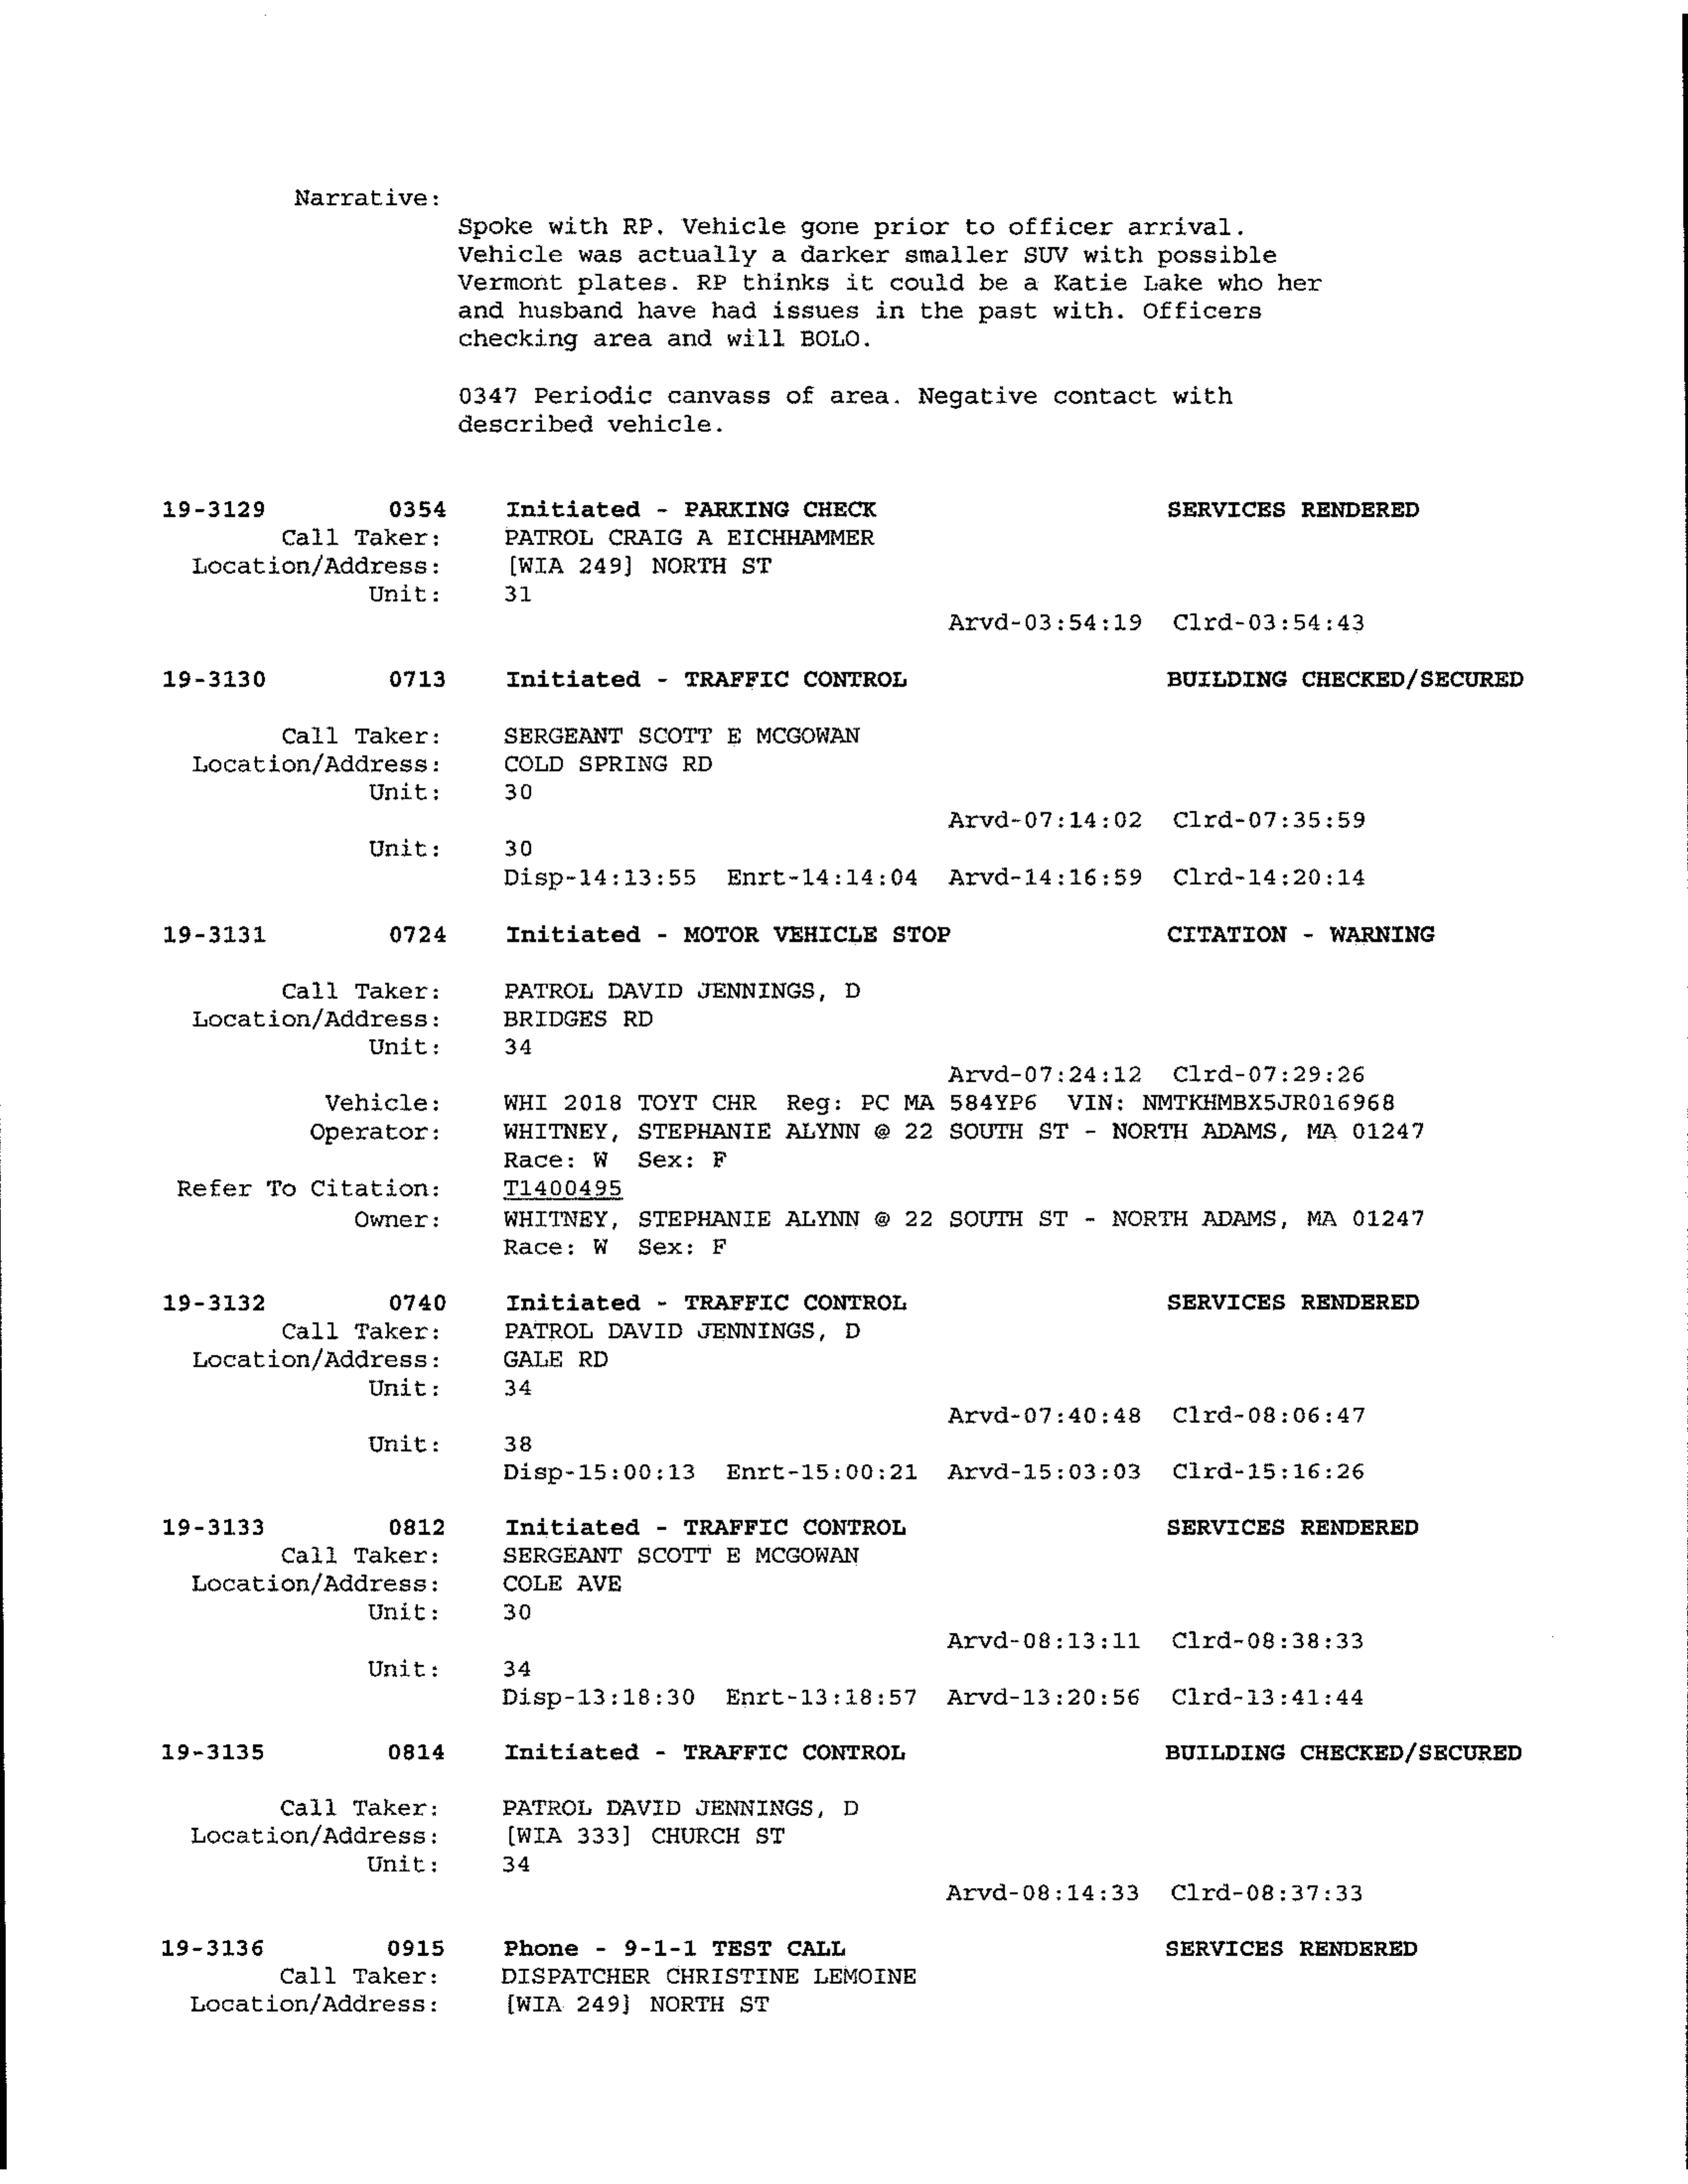 Narrative:
Spoke with RP. Vehicle gone prior to officer arrival.
Vehicle was actually a darker smaller SUV with possible
Vermont plates. RP thinks it could be a Katie Lake who her
and husband have had issues in the past with. Officers
checking area and will BOLO.
0347 Periodic canvass of area. Negative contact with
described vehicle.
19-3129 0354 Initiated - PARKING CHECK SERVICES RENDERED
Call Taker: PATROL CRAIG A EICHHAMMER
Location/Address: [WIA 249] NORTH ST
Unit: 31
Arvd-03:54:19 Clrd-03:54:43
19-3130 0713 Initiated - TRAFFIC CONTROL BUILDING CHECKED/SECURED
Call Taker: SERGEANT SCOTT E MCGOWAN
Location/Address: COLD SPRING RD
Unit: 30
Arvd-07:14:02 Clrd-07:35:59
Unit: 30
Disp-14:13:55 Enrt-14:14:04 Arvd-14:16:59 Clrd-14:20:14
19-3131 0724 Initiated - MOTOR VEHICLE STOP CITATION - WARNING
Call Taker: PATROL DAVID JENNINGS, D
Location/Address: BRIDGES RD
Unit: 34
Arvd-07:24:12 Clrd-07:29:26
Vehicle: WHI 2018 TOYT CHR Reg: PC MA 584YP6 VIN: NMTKHMBX5JR016968
Operator: WHITNEY, STEPHANIE ALYNN @ 22 SOUTH ST - NORTH ADAMS, MA 01247
Race: W Sex: F
Refer To Citation: T1400495
Owner: WHITNEY, STEPHANIE ALYNN @ 22 SOUTH ST - NORTH ADAMS, MA 01247
Race: W Sex: F
19-3132 0740 Initiated - TRAFFIC CONTROL SERVICES RENDERED
Call Taker: PATROL DAVID JENNINGS, D
Location/Address: GALE RD
Unit: 34
Arvd-07:40:48 Clrd-08:06:47
Unit: 38
Disp-15:00:13 Enrt-15:00:21 Arvd-15:03:03 Clrd-15:16:26
19-3133 0812 Initiated - TRAFFIC CONTROL SERVICES RENDERED
Call Taker: SERGEANT SCOTT E MCGOWAN
Location/Address: COLE AVE
Unit: 30
Arvd-08:13:11 Clrd-08:38:33
Unit: 34
Disp-13:18:30 Enrt-13:18:57 Arvd-13:20:56 Clrd-13:41:44
19-3135 0814 Initiated - TRAFFIC CONTROL BUILDING CHECKED/SECURED
Call Taker: PATROL DAVID JENNINGS, D
Location/Address: [WIA 333] CHURCH ST
Unit: 34
Arvd-08:14:33 Clrd-08:37:33
19-3136 0915 Phone - 9-1-1 TEST CALL SERVICES RENDERED
Call Taker: DISPATCHER CHRISTINE LEMOINE
Location/Address: [WIA 249] NORTH ST